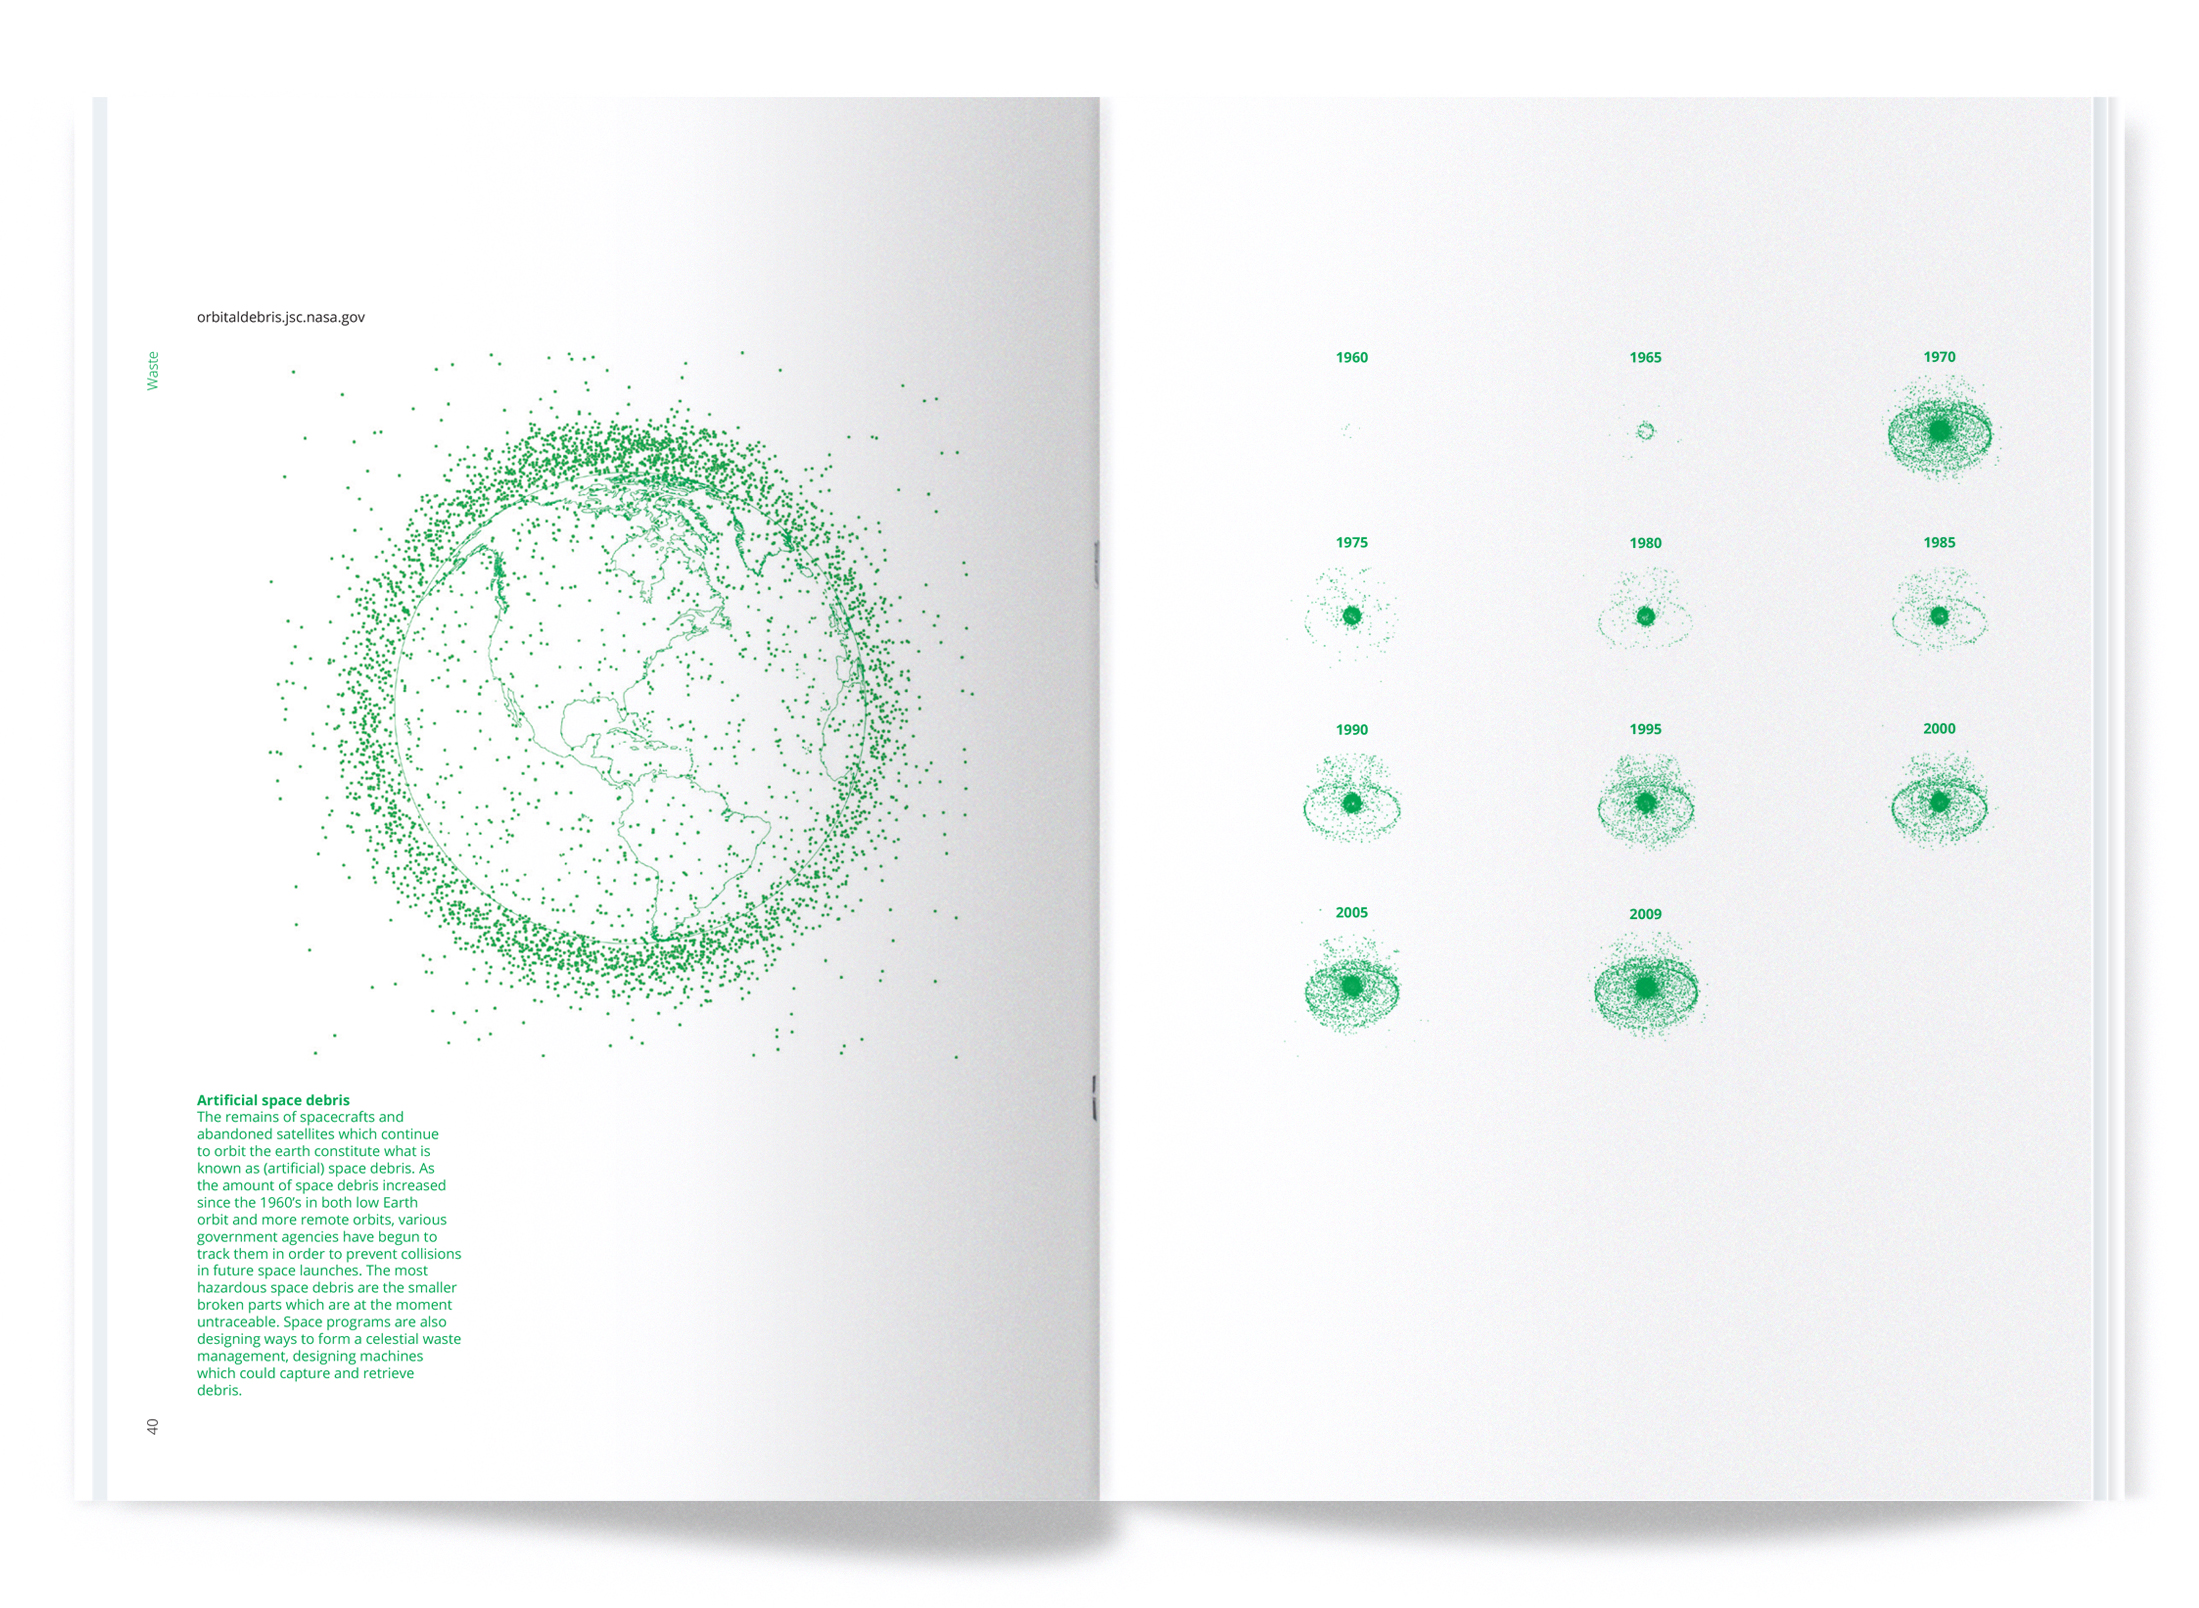 orbitaldebris.jsc.nasa.gov
Waste
Artificial space debris
The remains of spacecrafts and
abandoned satellites which continue
to orbit the earth constitute what is
known as (artificial) space debris. As
the amount of space debris increased
since the 1960's in both low Earth
orbit and more remote orbits, various
government agencies have begun to
track them in order to prevent collisions
in future space launches. The most
hazardous space debris are the smaller
broken parts which are at the moment
untraceable. Space programs are also
designing ways to form a celestial waste
management, designing machines
which could capture and retrieve
debris.
40
1960
1965
1970
1975
1980
1985
1990
1995
2000
2005
2009